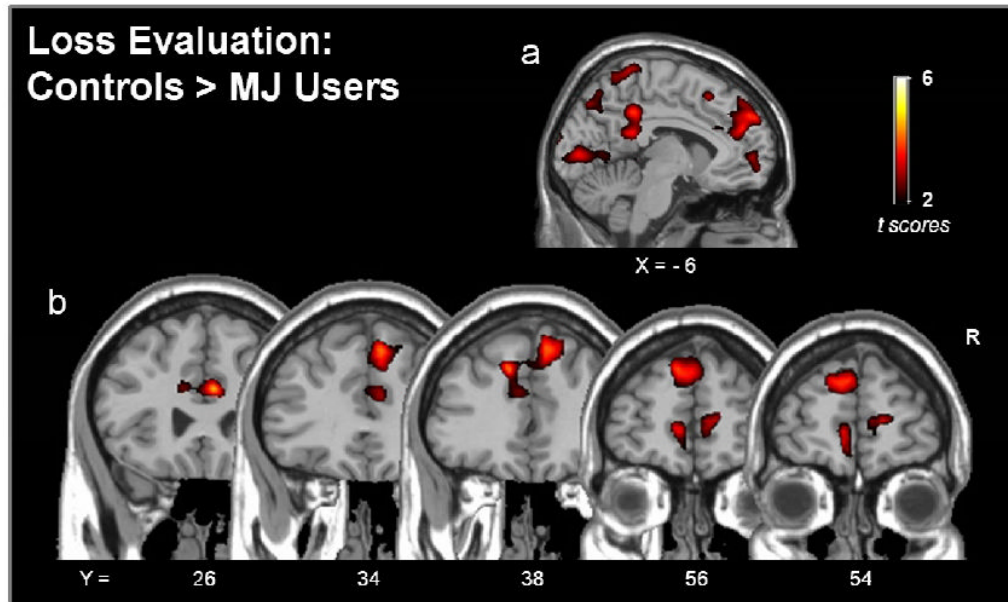 Loss Evaluation:
Controls > MJ Users
a
6
2
t scores
X = - 6
b
R
Y = 26 34 38 56 54